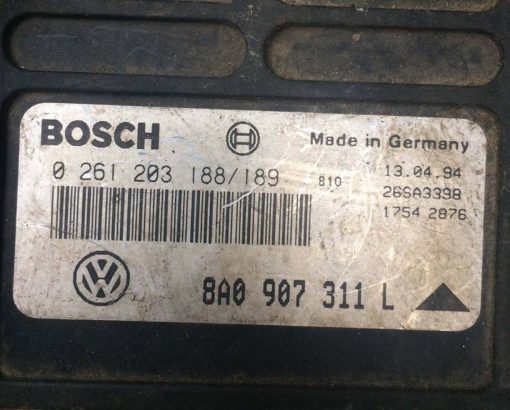 BOSCH
Made in Germany
0 261 203 188/189
810
13.04.94
26SA3398
1754 2876
8A0 907 311 L